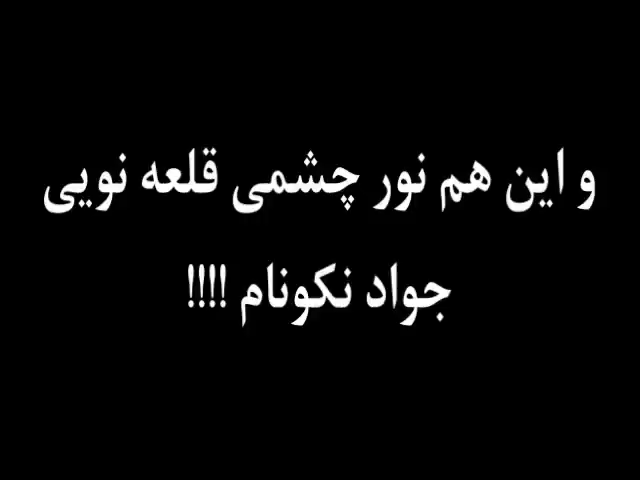 و این هم نور چشمی قلعه نویی
جواد نکونام !!!!